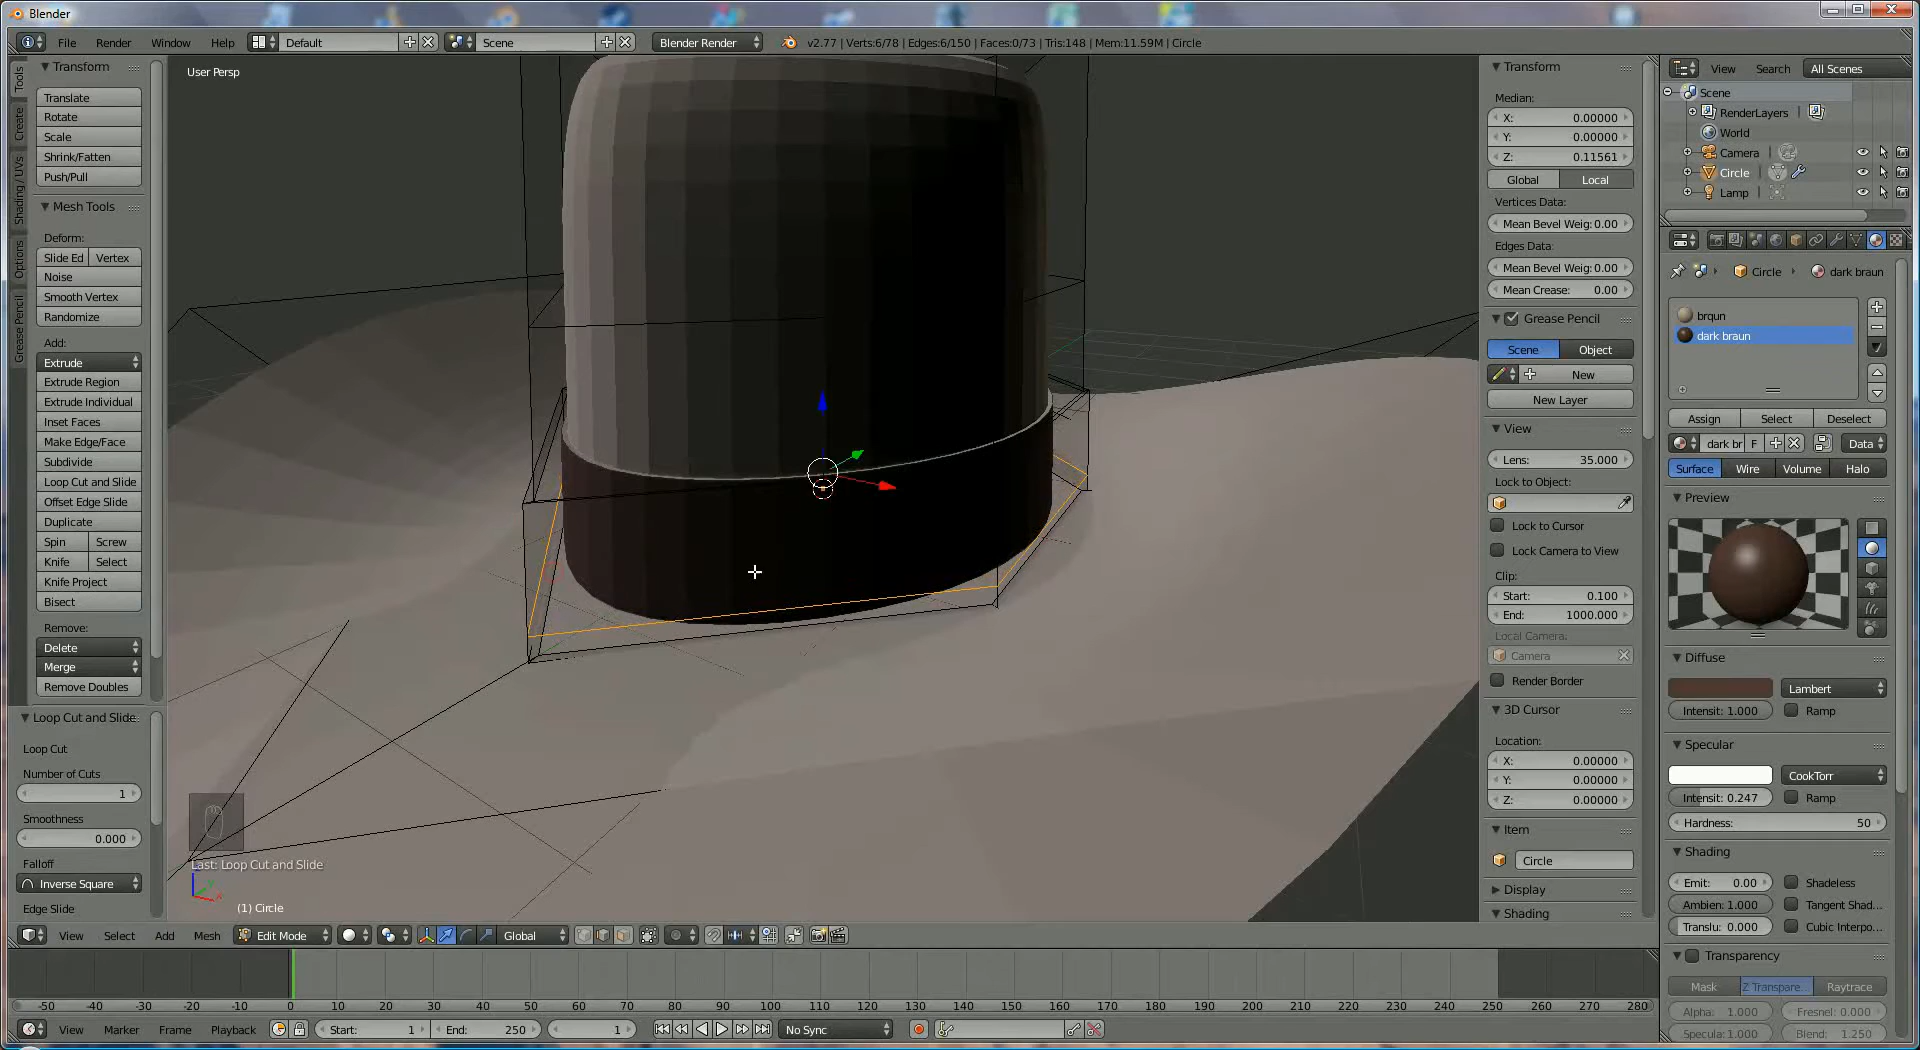 Blender
File Render Window Help Default Scene Blender Render v2.77 | Verts:6/78 | Edges:6/150 | Faces:0/73 | Tris:148 | Mem:11.59M | Circle
Tools
Create
Shading / UVs
Options
Grease Pencil
Transform
Translate
Rotate
Scale
Shrink/Fatten
Push/Pull
Mesh Tools
Deform:
Slide Ed Vertex
Noise
Smooth Vertex
Randomize
Add:
Extrude
Extrude Region
Extrude Individual
Inset Faces
Make Edge/Face
Subdivide
Loop Cut and Slide
Offset Edge Slide
Duplicate
Spin Screw
Knife Select
Knife Project
Bisect
Remove:
Delete
Merge
Remove Doubles
Loop Cut and Slide
Loop Cut
Number of Cuts
1
Smoothness
0.000
Falloff
Inverse Square
Edge Slide
User Persp
Last: Loop Cut and Slide
(1) Circle
Transform
Median:
X: 0.00000
Y: 0.00000
Z: 0.11561
Global Local
Vertices Data:
Mean Bevel Weig: 0.00
Edges Data:
Mean Bevel Weig: 0.00
Mean Crease: 0.00
Grease Pencil
Scene Object
New
New Layer
View
Lens: 35.000
Lock to Object:
Lock to Cursor
Lock Camera to View
Clip:
Start: 0.100
End: 1000.000
Local Camera:
Camera
Render Border
3D Cursor
Location:
X: 0.00000
Y: 0.00000
Z: 0.00000
Item
Circle
Display
Shading
View Search All Scenes
Scene
RenderLayers
World
Camera
Circle
Lamp
Circle dark braun
brqun
dark braun
Assign Select Deselect
dark br F Data
Surface Wire Volume Halo
Preview
Diffuse
Lambert
Intensit: 1.000 Ramp
Specular
CookTorr
Intensit: 0.247 Ramp
Hardness: 50
Shading
Emit: 0.00 Shadeless
Ambien: 1.000 Tangent Shad...
Translu: 0.000 Cubic Interpo...
Transparency
Mask Z Transpare... Raytrace
Alpha: 1.000 Fresnel: 0.000
Specula: 1.000 Blend: 1.250
View Select Add Mesh Edit Mode Global
-50 -40 -30 -20 -10 0 10 20 30 40 50 60 70 80 90 100 110 120 130 140 150 160 170 180 190 200 210 220 230 240 250 260 270 280
View Marker Frame Playback Start: 1 End: 250 1 No Sync